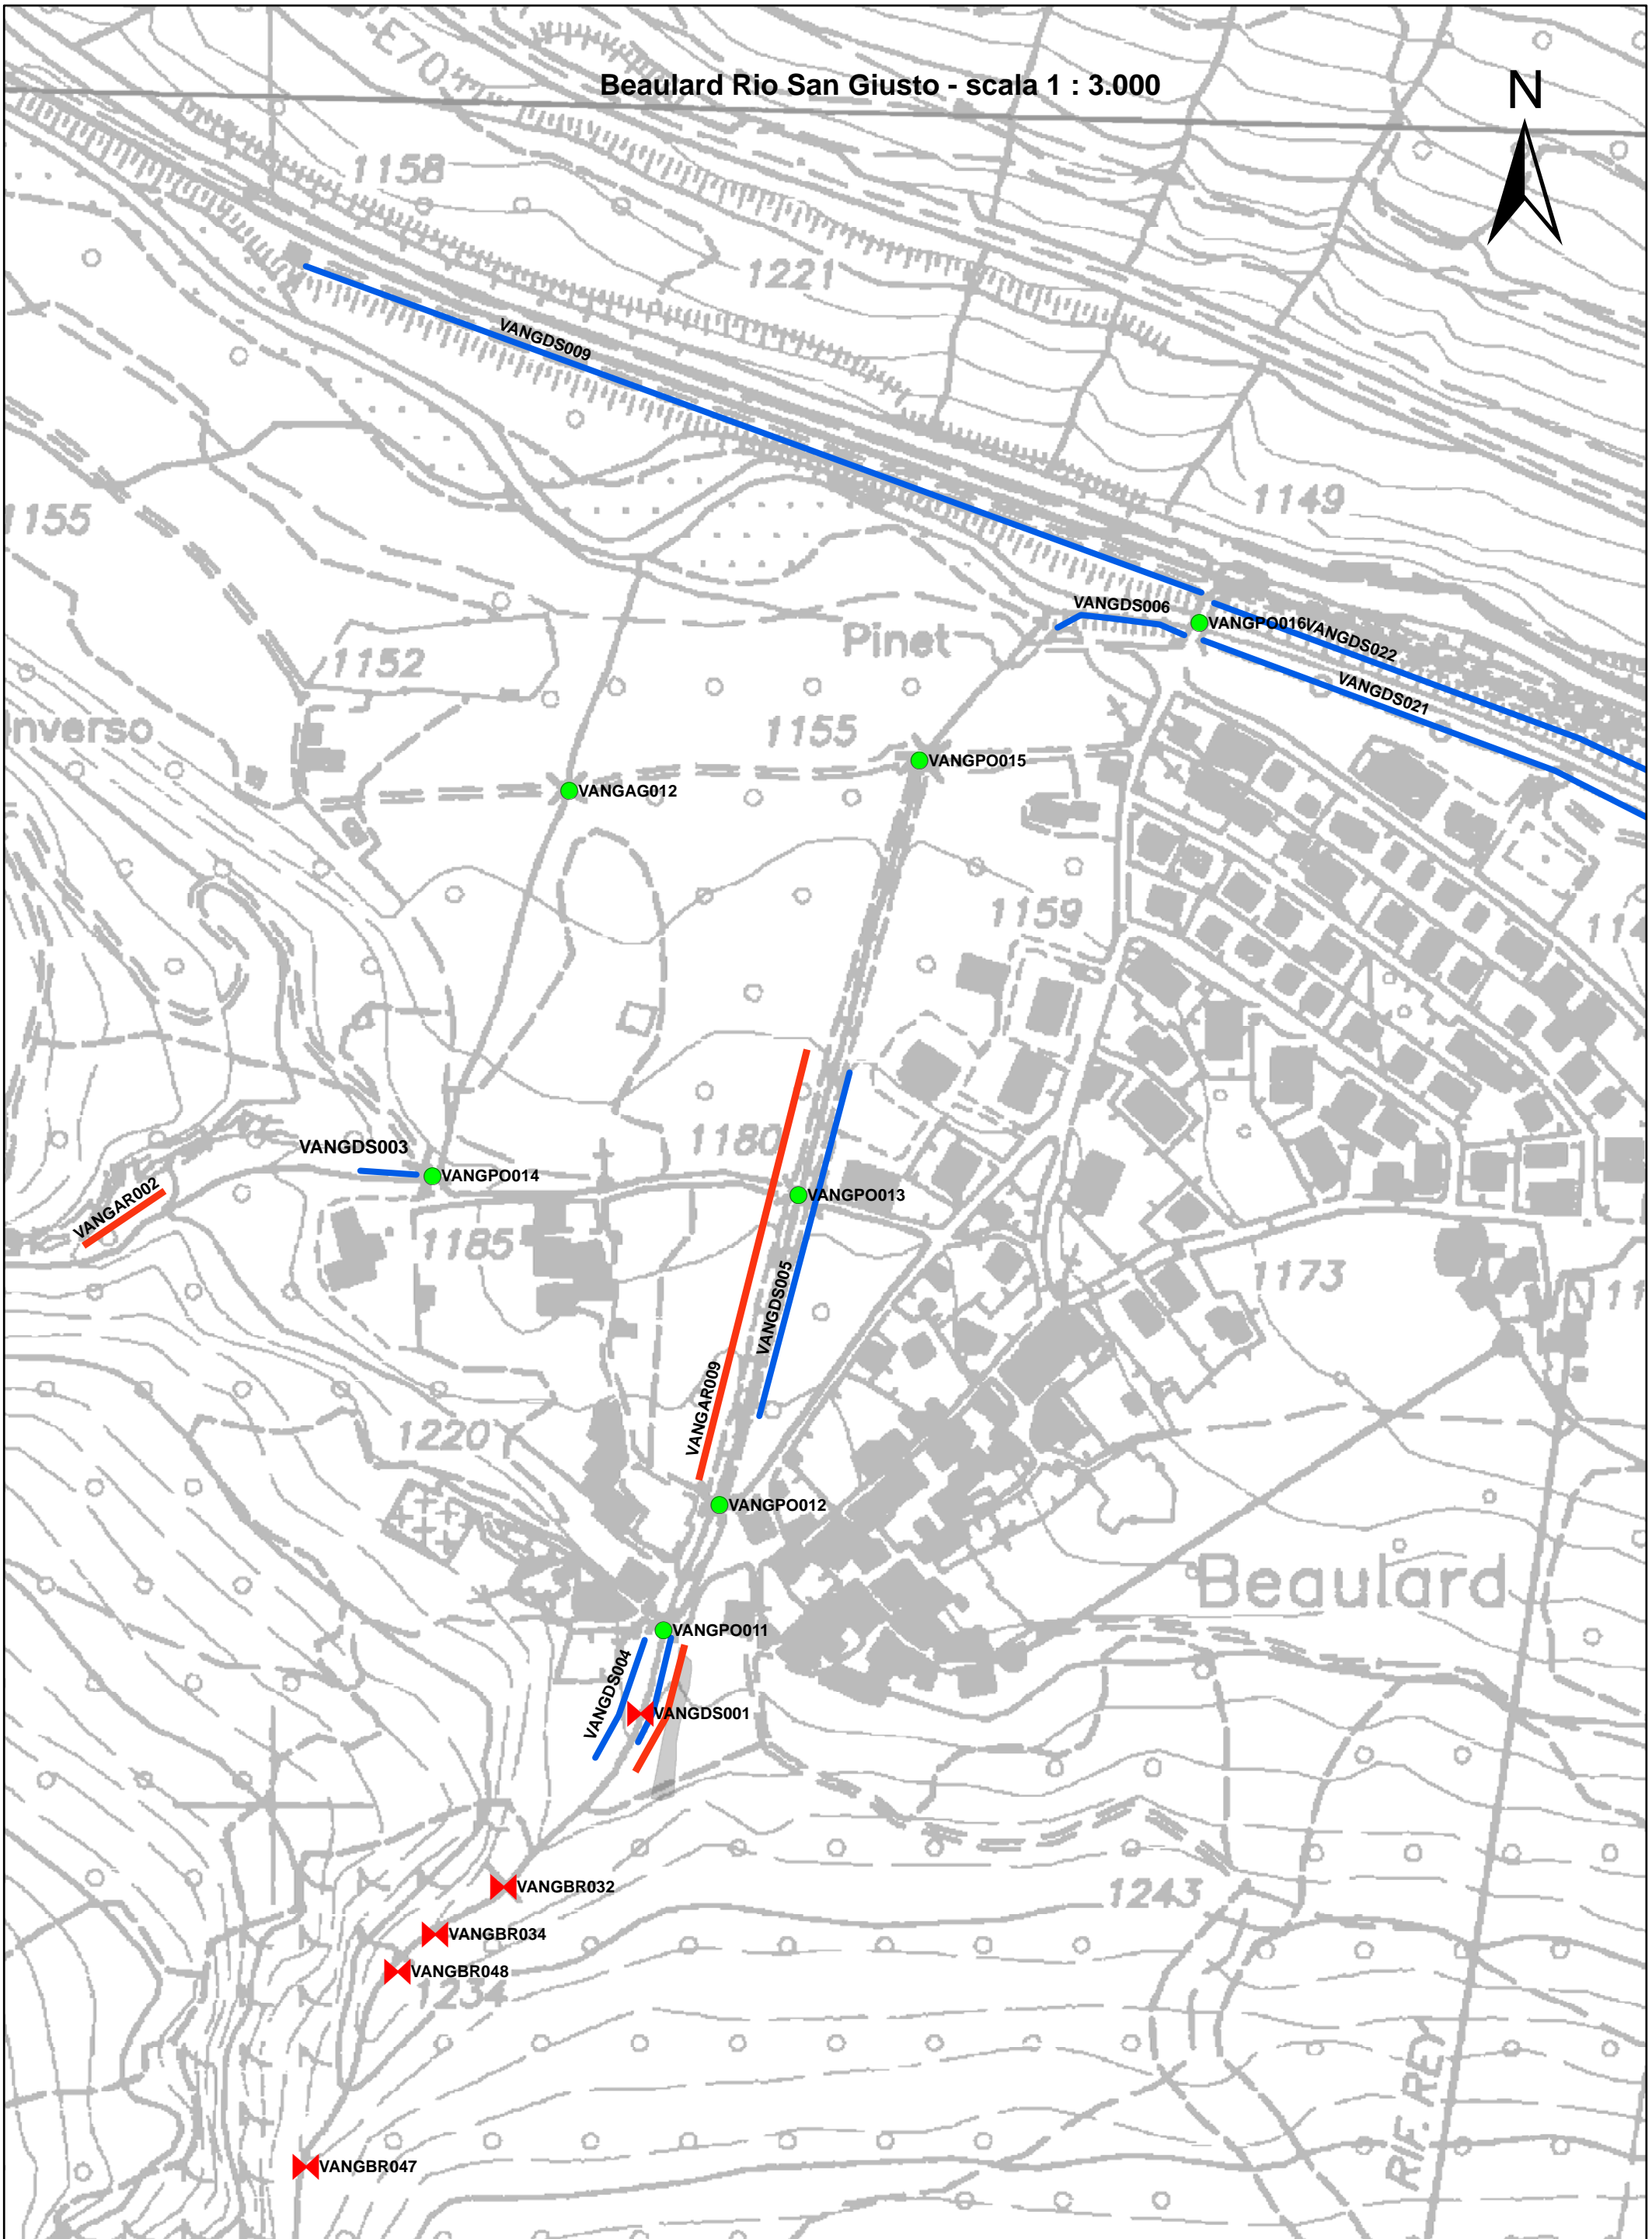 Beaulard Rio San Giusto - scala 1 : 3.000
N
E70
1158
1221
VANGDS009
1149
1155
VANGDS006
VANGPO016
VANGDS022
Pinet
1152
VANGDS021
Inverso
1155
VANGPO015
VANGAG012
1159
1180
VANGDS003
VANGPO014
VANGPO013
VANGAR002
1185
1173
VANGDS005
VANGAR009
1220
VANGPO012
Beaulard
VANGPO011
VANGDS004
VANGDS001
VANGBR032
1243
VANGBR034
VANGBR048
1234
RIF. REY
VANGBR047